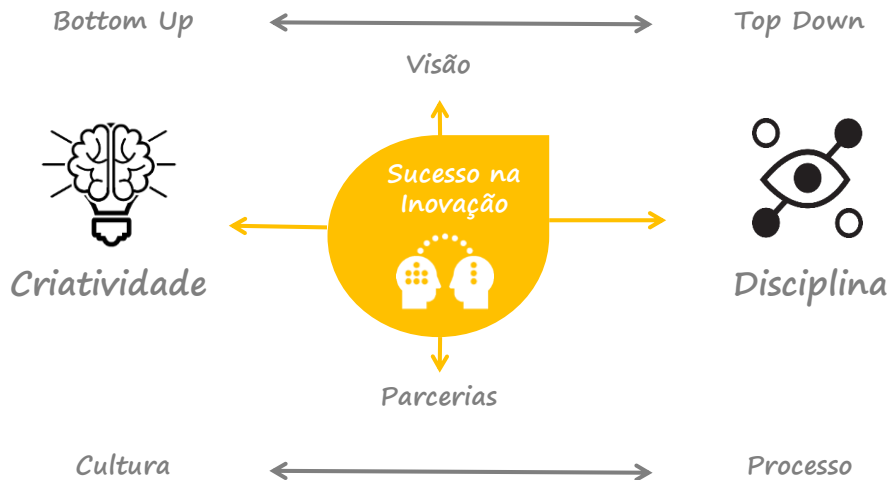 Bottom Up
Top Down
Visão
Sucesso na
Inovação
Criatividade
Disciplina
Parcerias
Cultura
Processo